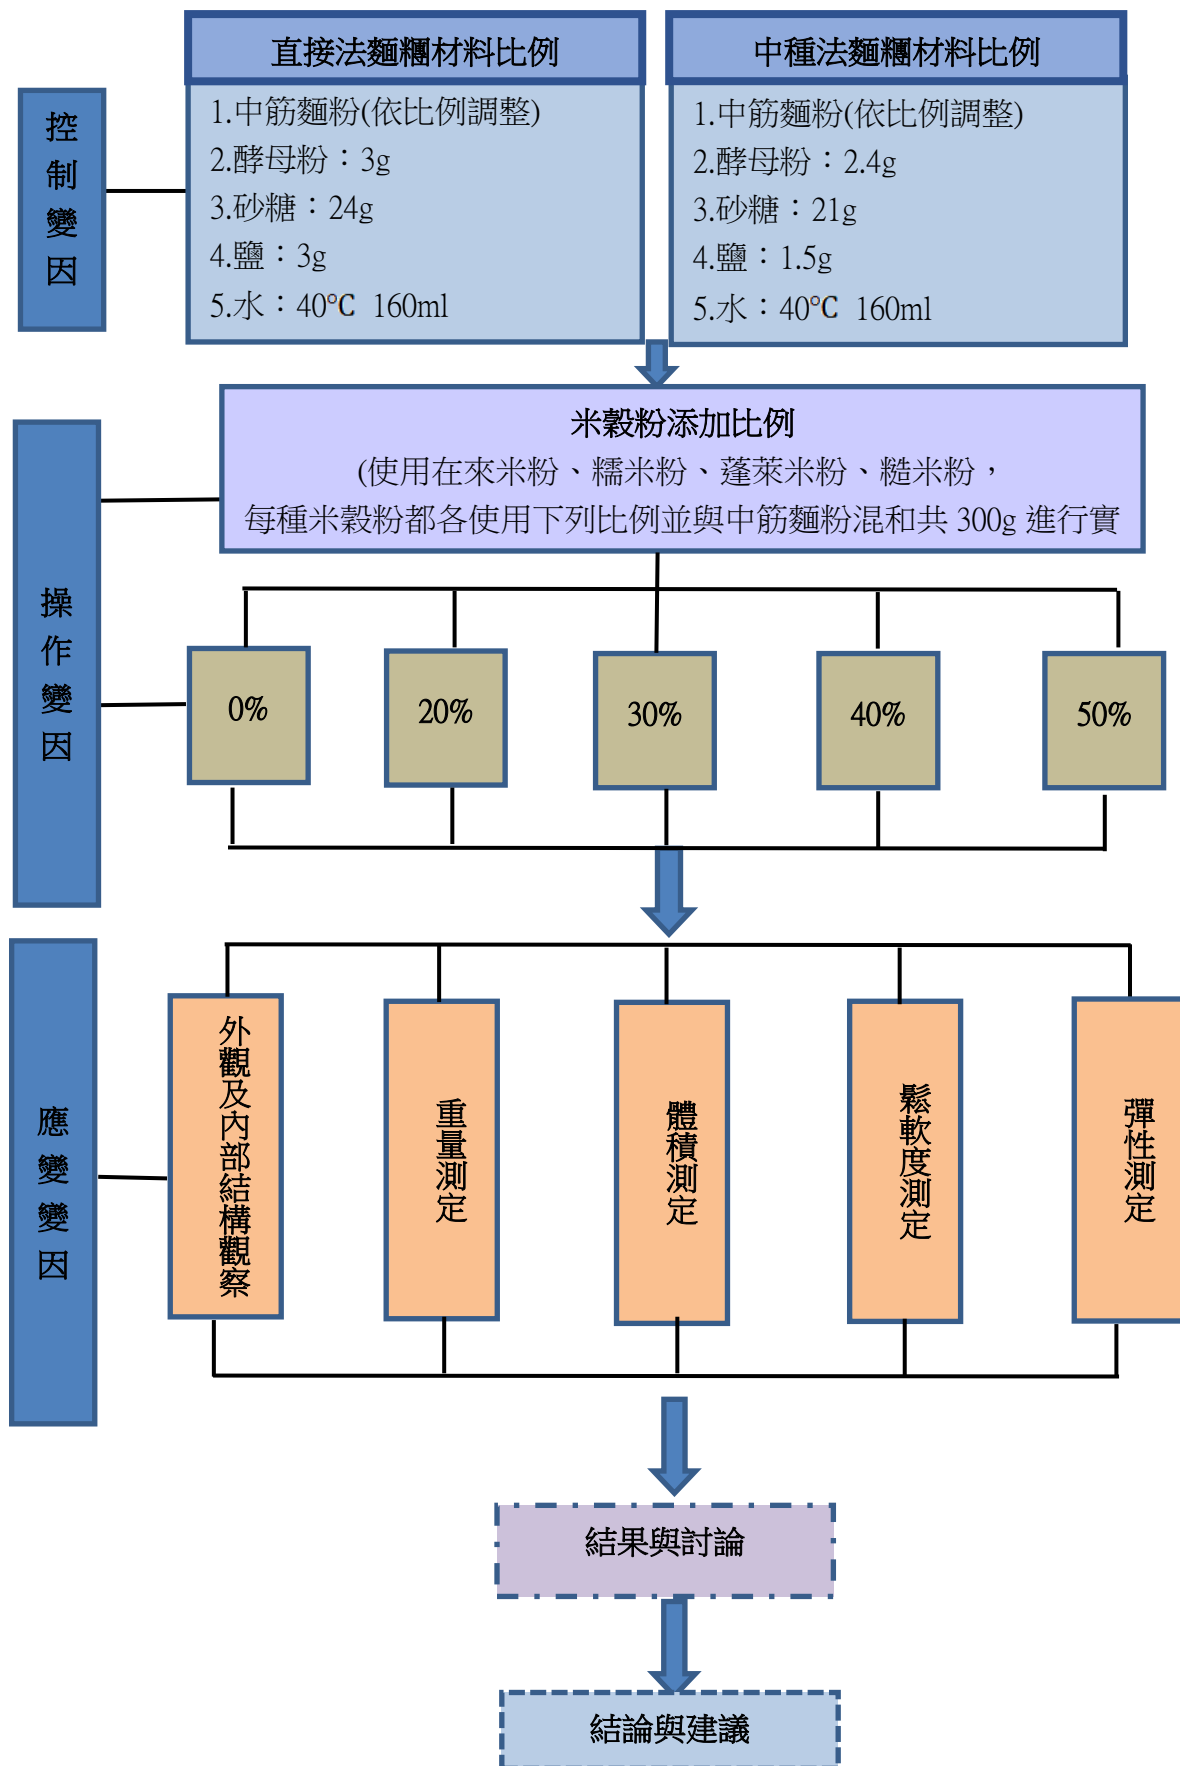 直接法麵糰材料比例
中種法麵糰材料比例
控制變因
1.中筋麵粉(依比例調整)
2.酵母粉：3g
3.砂糖：24g
4.鹽：3g
5.水：40℃ 160ml
1.中筋麵粉(依比例調整)
2.酵母粉：2.4g
3.砂糖：21g
4.鹽：1.5g
5.水：40℃ 160ml
操作變因
米穀粉添加比例
(使用在來米粉、糯米粉、蓬萊米粉、糙米粉，
每種米穀粉都各使用下列比例並與中筋麵粉混和共 300g 進行實
0%
20%
30%
40%
50%
應變變因
外觀及內部結構觀察
重量測定
體積測定
鬆軟度測定
彈性測定
結果與討論
結論與建議